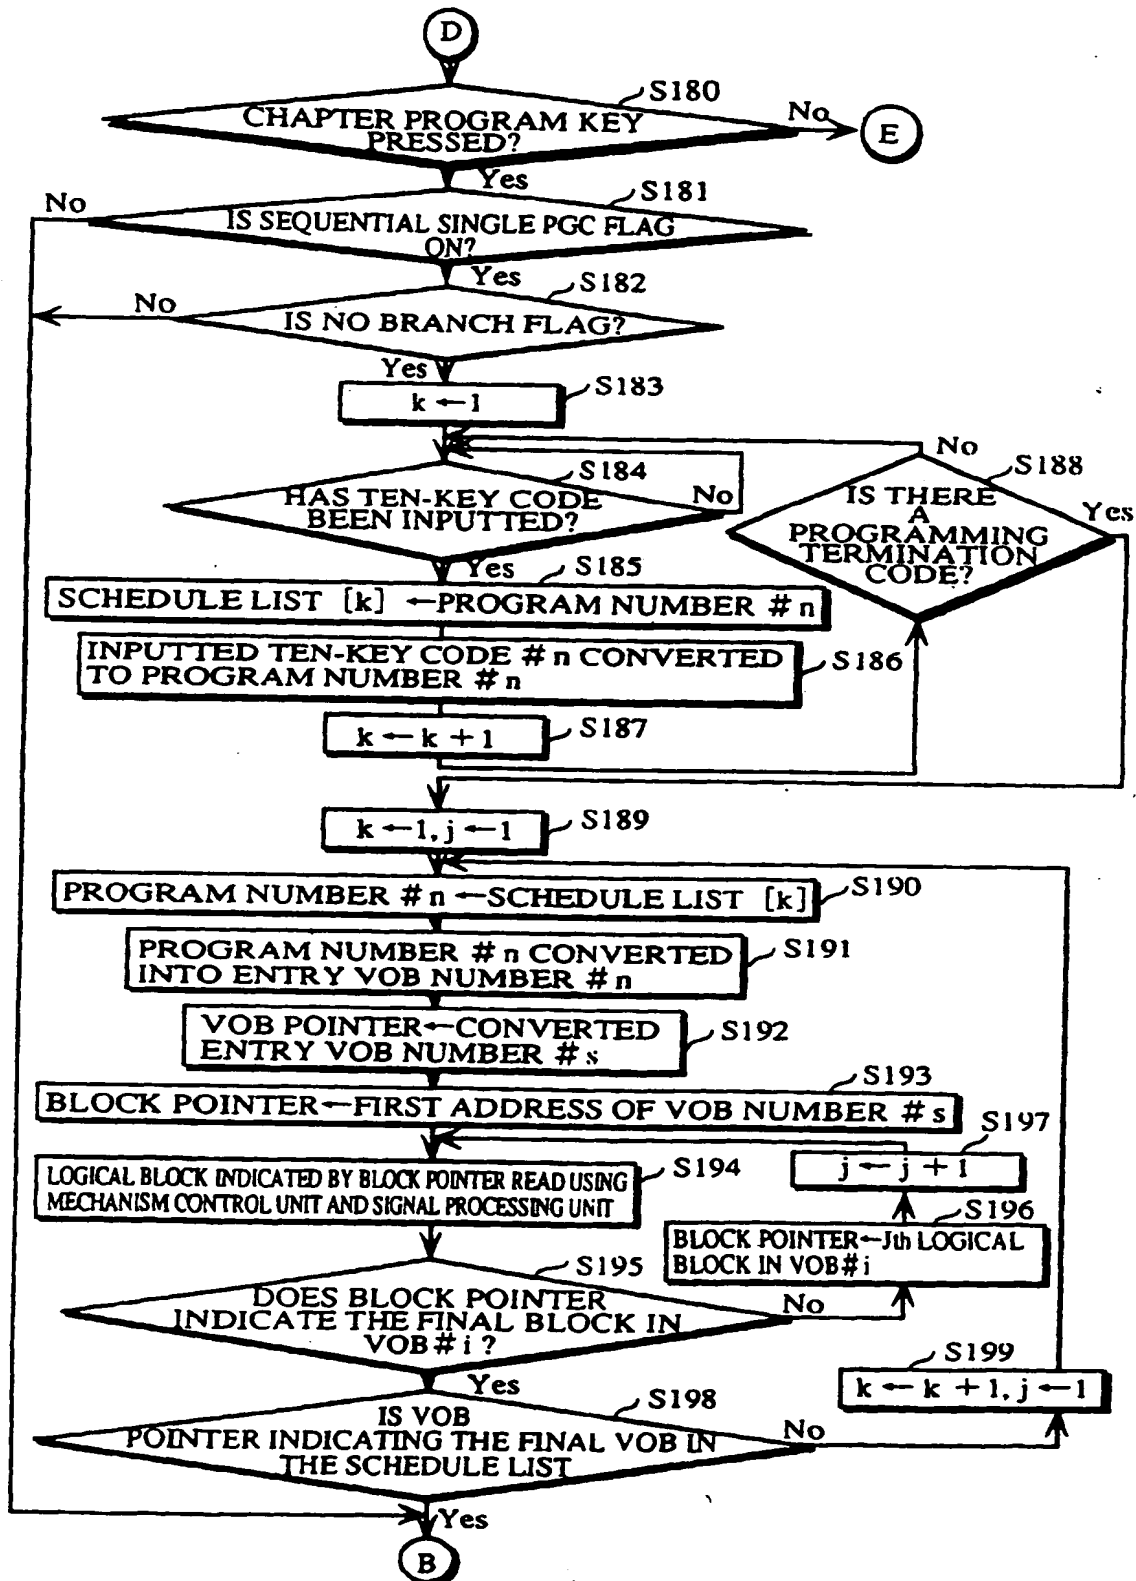 D
S180
CHAPTER PROGRAM KEY
PRESSED?
No
E
Yes
S181
No
IS SEQUENTIAL SINGLE PGC FLAG
ON?
Yes
S182
No
IS NO BRANCH FLAG?
Yes
S183
k ← 1
No
S188
S184
HAS TEN-KEY CODE
BEEN INPUTTED?
No
IS THERE
A
PROGRAMMING
TERMINATION
CODE?
Yes
Yes
S185
SCHEDULE LIST [k] ←PROGRAM NUMBER # n
INPUTTED TEN-KEY CODE # n CONVERTED
TO PROGRAM NUMBER # n
S186
k ← k + 1
S187
k ← 1, j ← 1
S189
PROGRAM NUMBER # n ←SCHEDULE LIST [k]
S190
PROGRAM NUMBER # n CONVERTED
INTO ENTRY VOB NUMBER # n
S191
VOB POINTER←CONVERTED
ENTRY VOB NUMBER # s
S192
S193
BLOCK POINTER←FIRST ADDRESS OF VOB NUMBER # s
S197
j ← j + 1
S194
LOGICAL BLOCK INDICATED BY BLOCK POINTER READ USING
MECHANISM CONTROL UNIT AND SIGNAL PROCESSING UNIT
S196
BLOCK POINTER←Jth LOGICAL
BLOCK IN VOB# i
S195
DOES BLOCK POINTER
INDICATE THE FINAL BLOCK IN
VOB # i ?
No
Yes
S199
k ← k + 1, j ← 1
S198
IS VOB
POINTER INDICATING THE FINAL VOB IN
THE SCHEDULE LIST
No
Yes
B